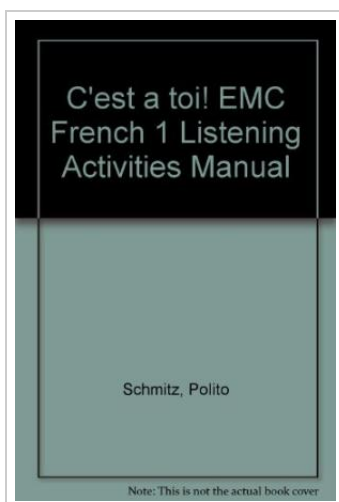 C'est a toi! EMC
French 1 Listening
Activities Manual
Schmitz, Polito
Note: This is not the actual book cover